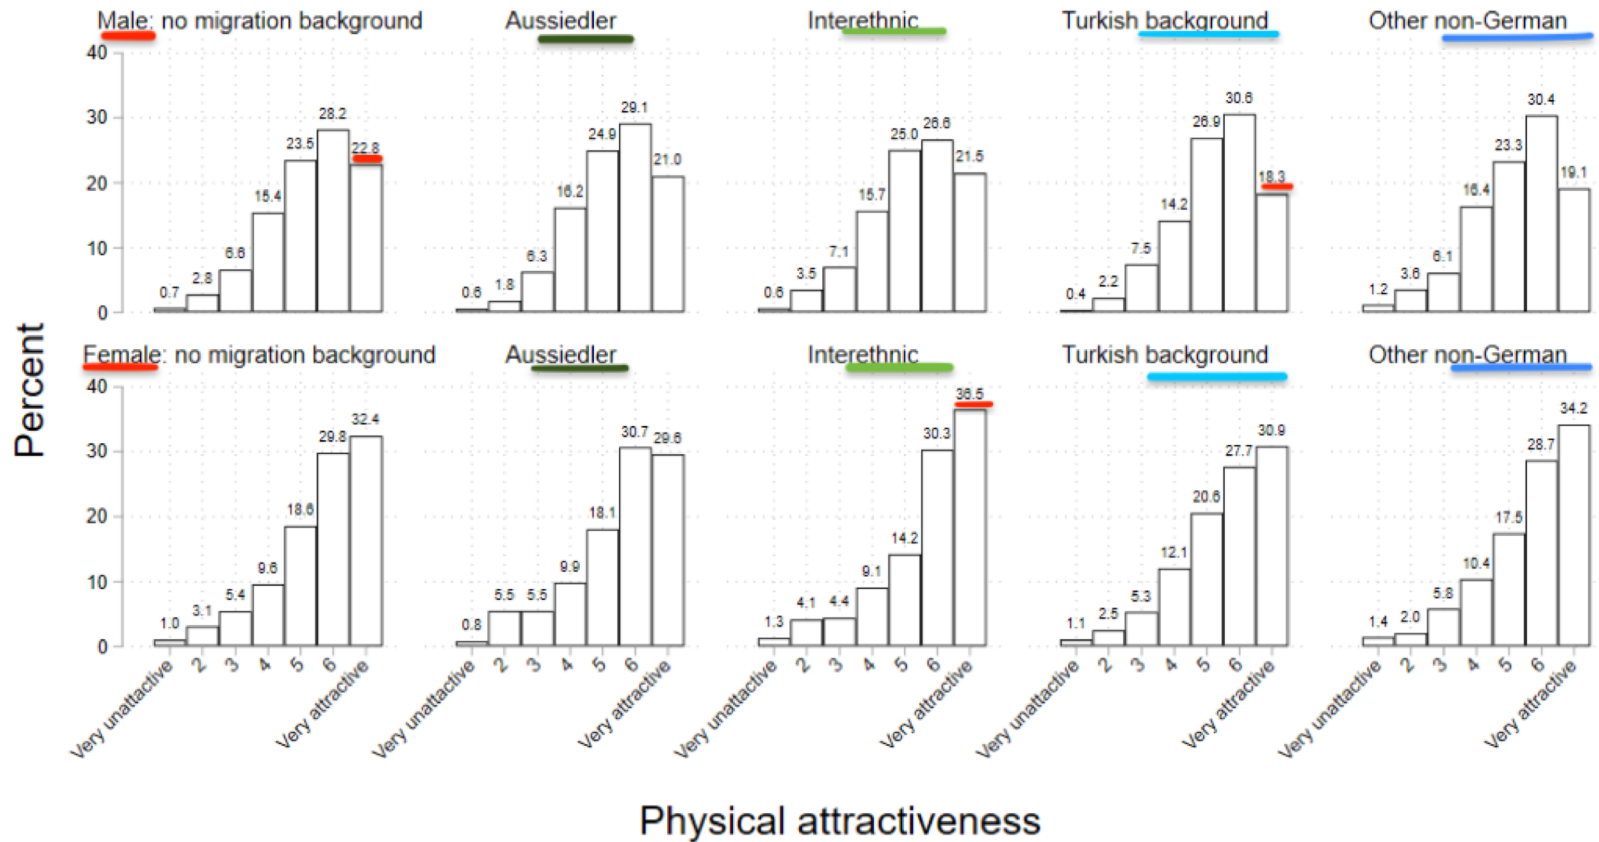 Male: no migration background
Aussiedler
Interethnic
Turkish background
Other non-German
40
30
20
10
0
0.7 2.8 6.6 15.4 23.5 28.2 22.8
0.6 1.8 6.3 16.2 24.9 29.1 21.0
0.6 3.5 7.1 15.7 25.0 26.6 21.5
0.4 2.2 7.5 14.2 26.9 30.6 18.3
1.2 3.6 6.1 16.4 23.3 30.4 19.1
Percent
Female: no migration background
Aussiedler
Interethnic
Turkish background
Other non-German
40
30
20
10
0
1.0 3.1 5.4 9.6 18.6 29.8 32.4
0.8 5.5 5.5 9.9 18.1 30.7 29.6
1.3 4.1 4.4 9.1 14.2 30.3 36.5
1.1 2.5 5.3 12.1 20.6 27.7 30.9
1.4 2.0 5.8 10.4 17.5 28.7 34.2
Very unattactive 2 3 4 5 6 Very attractive
Very unattactive 2 3 4 5 6 Very attractive
Very unattactive 2 3 4 5 6 Very attractive
Very unattactive 2 3 4 5 6 Very attractive
Very unattactive 2 3 4 5 6 Very attractive
Physical attractiveness